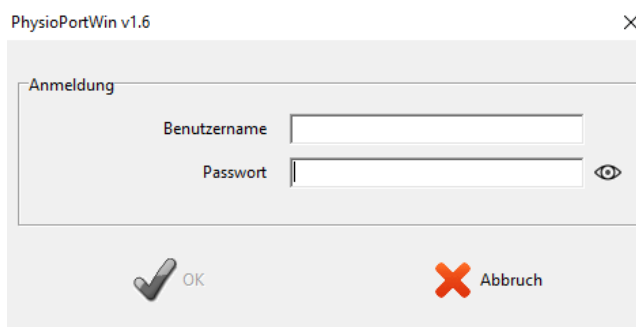 PhysioPortWin v1.6
Anmeldung
Benutzername
Passwort
OK
Abbruch